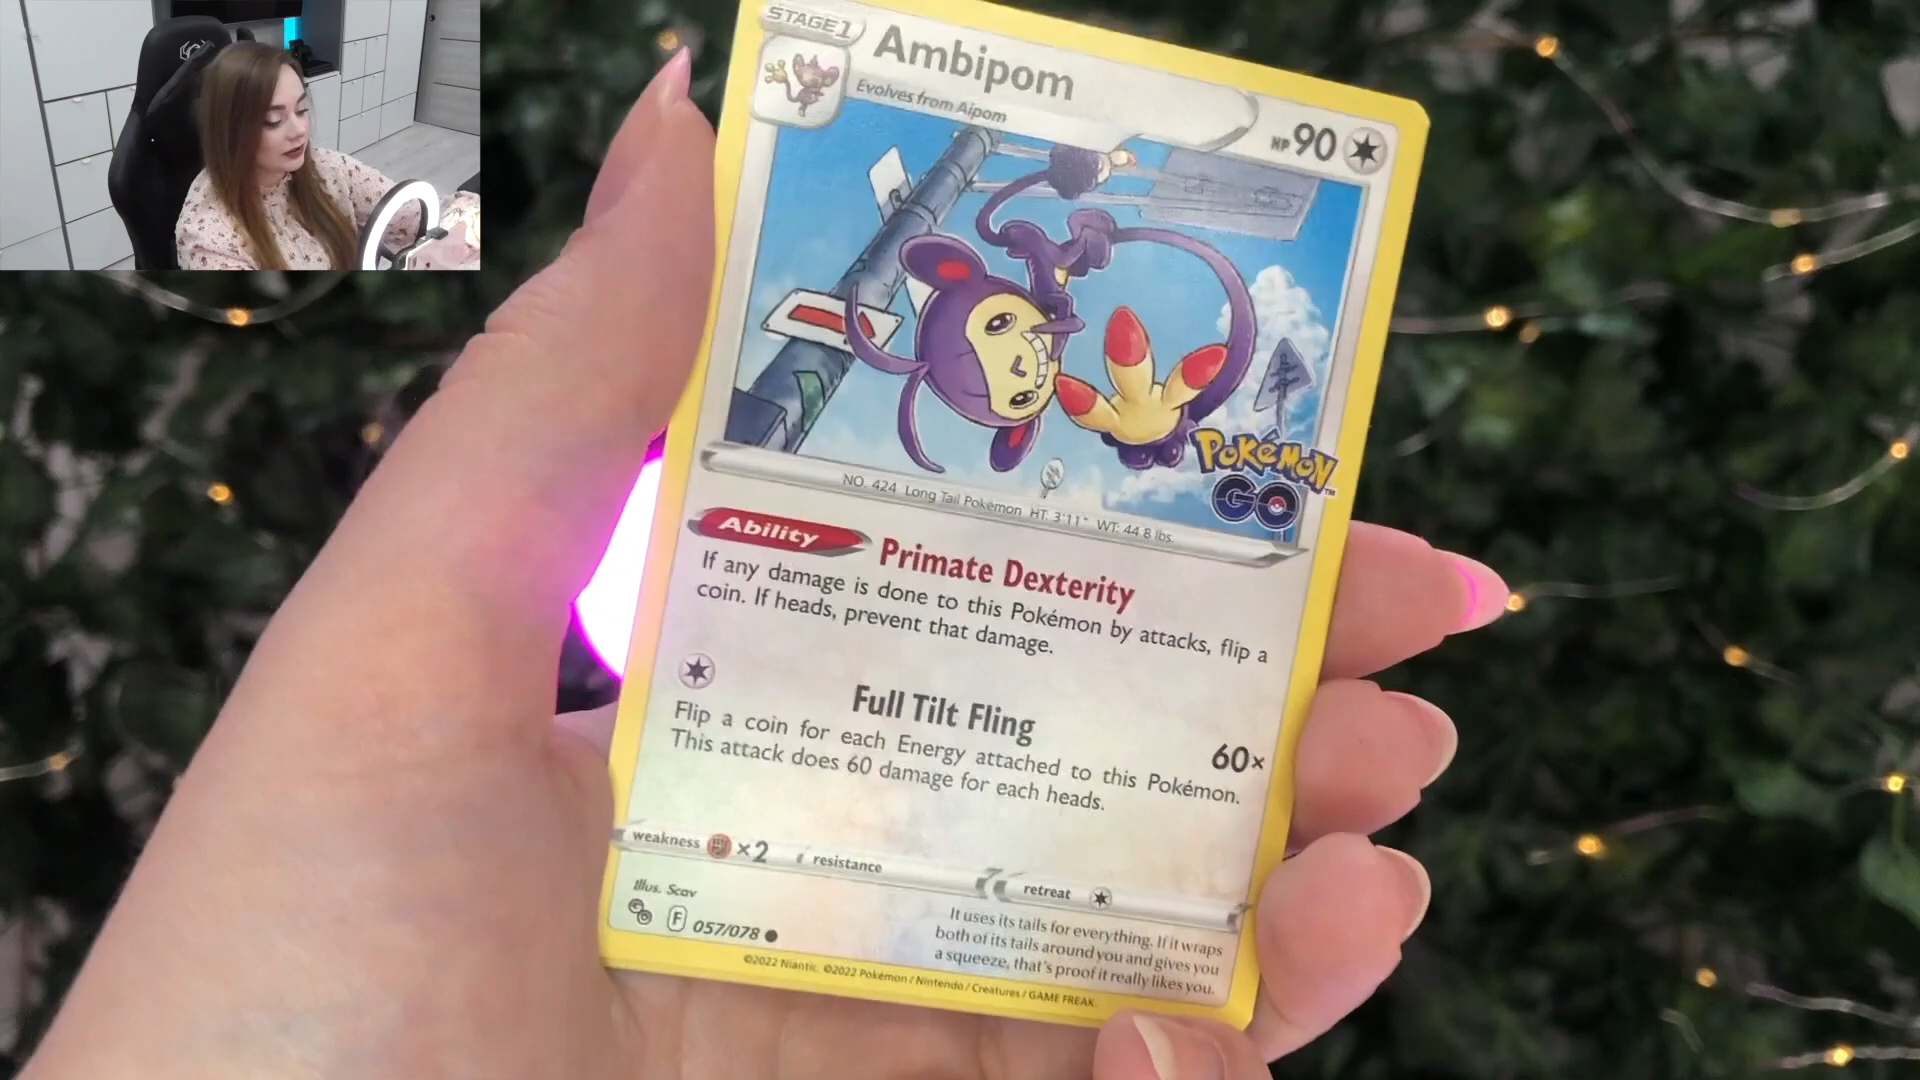 STAGE1
Ambipom
Evolves from Aipom
HP 90
POKéMON
GO
NO. 424 Long Tail Pokémon HT: 3'11" WT: 44.8 lbs.
Ability Primate Dexterity
If any damage is done to this Pokémon by attacks, flip a
coin. If heads, prevent that damage.
Full Tilt Fling
60×
Flip a coin for each Energy attached to this Pokémon.
This attack does 60 damage for each heads.
weakness ×2 resistance retreat
Illus. Scav
F 057/078
It uses its tails for everything. If it wraps
both of its tails around you and gives you
a squeeze, that's proof it really likes you.
©2022 Niantic. ©2022 Pokémon / Nintendo / Creatures / GAME FREAK.